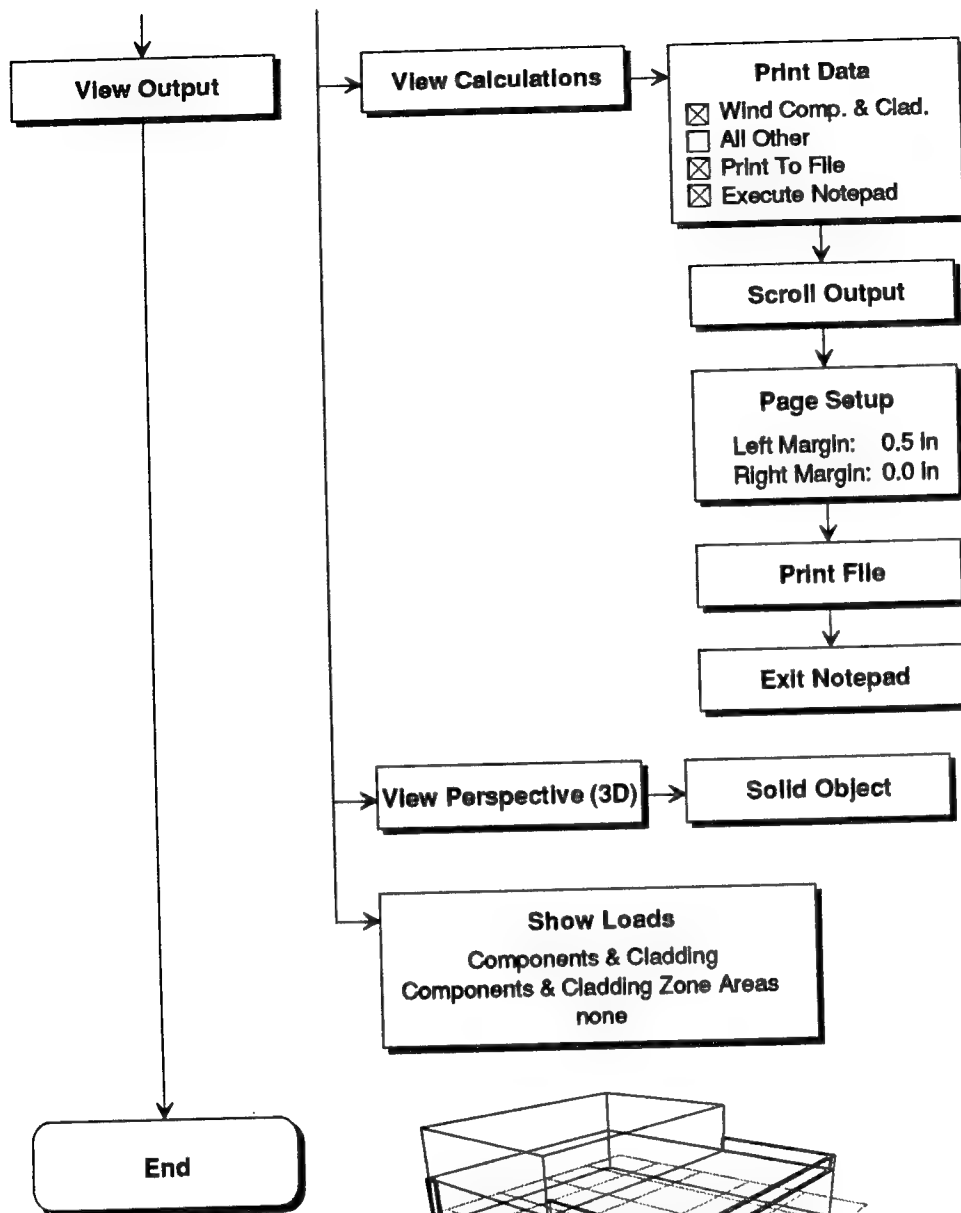 View Output
View Calculations
Print Data
Wind Comp. & Clad.
All Other
Print To File
Execute Notepad
Scroll Output
Page Setup
Left Margin: 0.5 in
Right Margin: 0.0 in
Print File
Exit Notepad
View Perspective (3D)
Solid Object
Show Loads
Components & Cladding
Components & Cladding Zone Areas
none
End